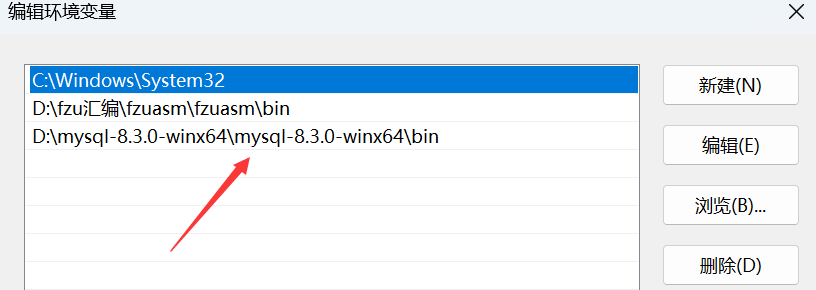 编辑环境变量
C:\Windows\System32
D:\fzu汇编\fzuasm\fzuasm\bin
D:\mysql-8.3.0-winx64\mysql-8.3.0-winx64\bin
新建(N)
编辑(E)
浏览(B)...
删除(D)